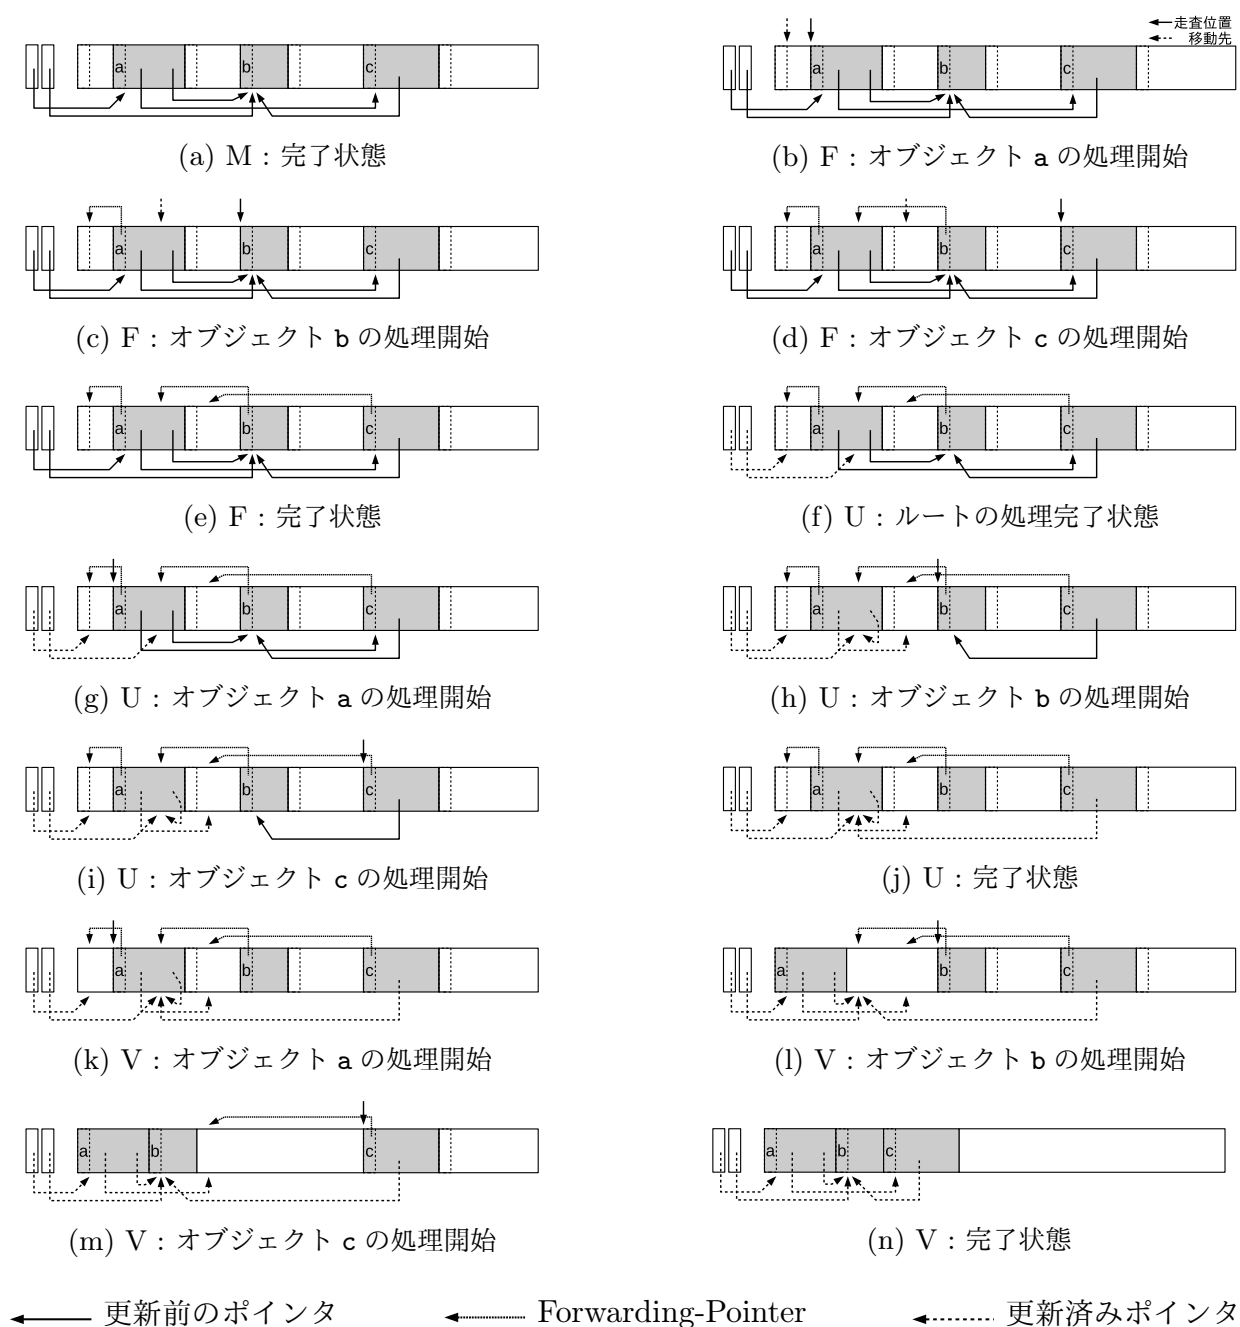 走査位置
移動先
a b c
a b c
(a) M：完了状態
(b) F：オブジェクト a の処理開始
a b c
a b c
(c) F：オブジェクト b の処理開始
(d) F：オブジェクト c の処理開始
a b c
a b c
(e) F：完了状態
(f) U：ルートの処理完了状態
a b c
a b c
(g) U：オブジェクト a の処理開始
(h) U：オブジェクト b の処理開始
a b c
a b c
(i) U：オブジェクト c の処理開始
(j) U：完了状態
a b c
a b c
(k) V：オブジェクト a の処理開始
(l) V：オブジェクト b の処理開始
a b c
a b c
(m) V：オブジェクト c の処理開始
(n) V：完了状態
更新前のポインタ
Forwarding-Pointer
更新済みポインタ